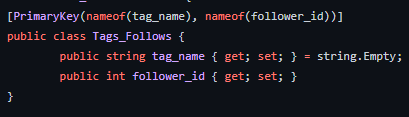 [PrimaryKey(nameof(tag_name), nameof(follower_id))]
public class Tags_Follows {
public string tag_name { get; set; } = string.Empty;
public int follower_id { get; set; }
}